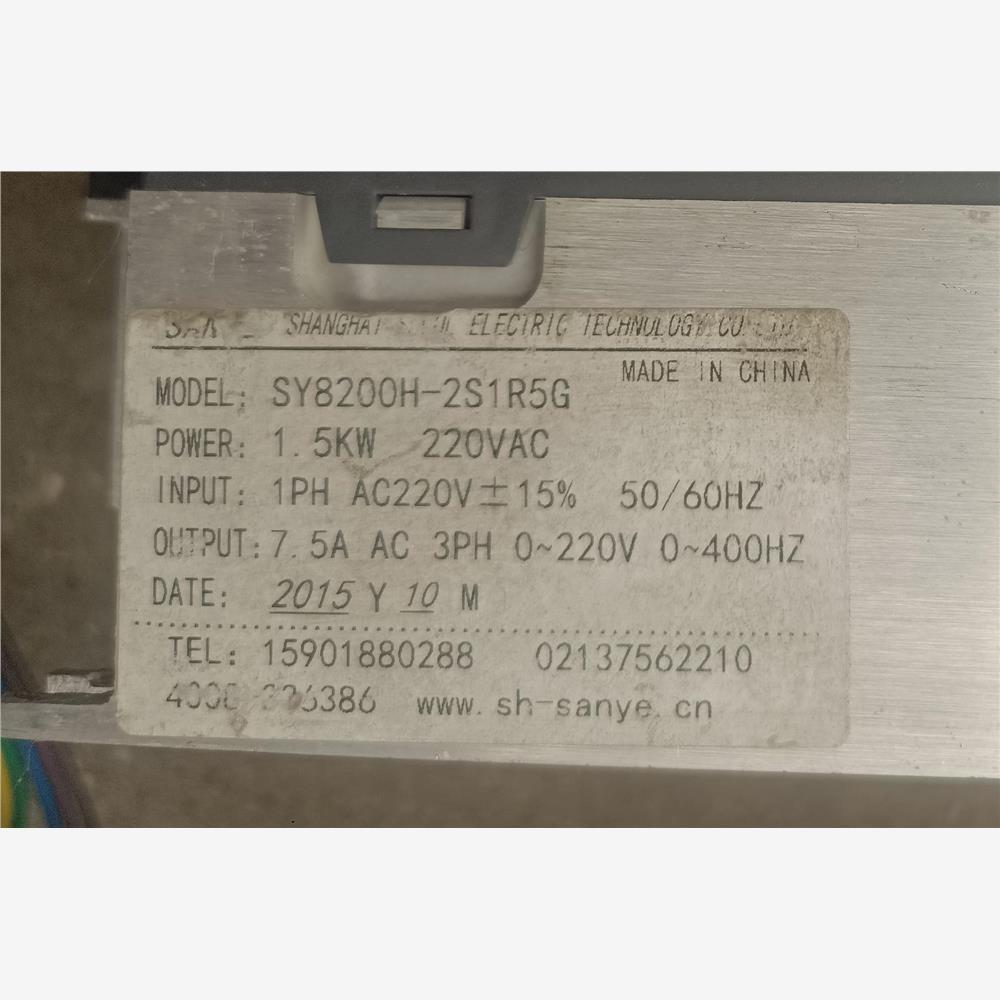 SHANGHAI ELECTRIC TECHNOLOGY CO.
MADE IN CHINA
MODEL: SY8200H-2S1R5G
POWER: 1.5KW 220VAC
INPUT: 1PH AC220V±15% 50/60HZ
OUTPUT: 7.5A AC 3PH 0~220V 0~400HZ
DATE: 2015 Y 10 M
TEL: 15901880288 02137562210
www.sh-sanye.cn